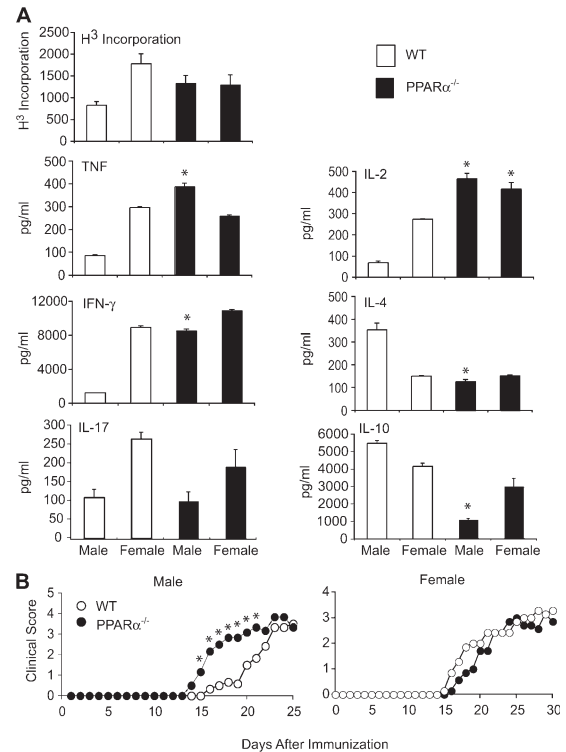 A
H³ Incorporation
H³ Incorporation
2500
2000
1500
1000
500
0
WT
PPARα-/-
TNF
pg/ml
500
400
300
200
100
0
*
IL-2
pg/ml
500
400
300
200
100
0
* *
IFN-γ
pg/ml
12000
8000
4000
0
*
IL-4
pg/ml
500
400
300
200
100
0
*
IL-17
pg/ml
300
250
200
150
100
50
0
Male Female Male Female
IL-10
pg/ml
6000
5000
4000
3000
2000
1000
0
*
Male Female Male Female
B
Male
WT
PPARα-/-
Clinical Score
5
4
3
2
1
0
* * * * * * *
0 5 10 15 20 25
Female
4
3
2
1
0
0 5 10 15 20 25 30
Days After Immunization